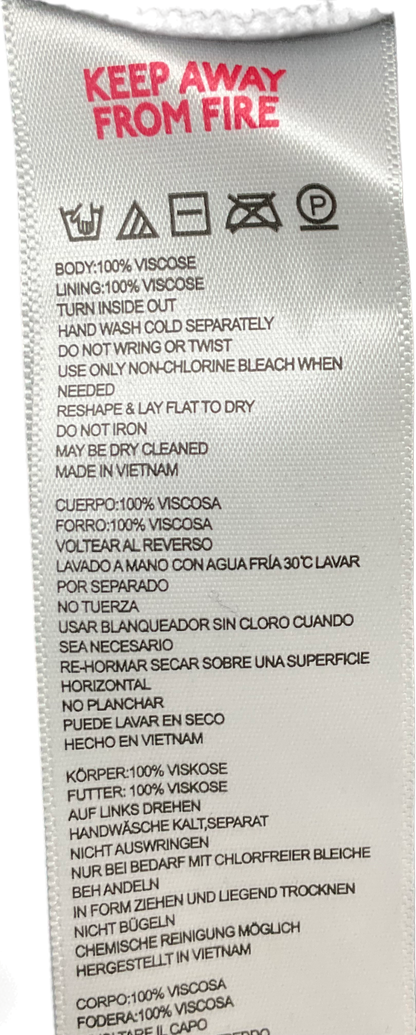 KEEP AWAY
FROM FIRE
P
BODY:100% VISCOSE
LINING:100% VISCOSE
TURN INSIDE OUT
HAND WASH COLD SEPARATELY
DO NOT WRING OR TWIST
USE ONLY NON-CHLORINE BLEACH WHEN
NEEDED
RESHAPE & LAY FLAT TO DRY
DO NOT IRON
MAY BE DRY CLEANED
MADE IN VIETNAM
CUERPO:100% VISCOSA
FORRO:100% VISCOSA
VOLTEAR AL REVERSO
LAVADO A MANO CON AGUA FRÍA 30℃ LAVAR
POR SEPARADO
NO TUERZA
USAR BLANQUEADOR SIN CLORO CUANDO
SEA NECESARIO
RE-HORMAR SECAR SOBRE UNA SUPERFICIE
HORIZONTAL
NO PLANCHAR
PUEDE LAVAR EN SECO
HECHO EN VIETNAM
KÖRPER:100% VISKOSE
FUTTER: 100% VISKOSE
AUF LINKS DREHEN
HANDWÄSCHE KALT,SEPARAT
NICHT AUSWRINGEN
NUR BEI BEDARF MIT CHLORFREIER BLEICHE
BEH ANDELN
IN FORM ZIEHEN UND LIEGEND TROCKNEN
NICHT BÜGELN
CHEMISCHE REINIGUNG MÖGLICH
HERGESTELLT IN VIETNAM
CORPO:100% VISCOSA
FODERA:100% VISCOSA
IL CAPO